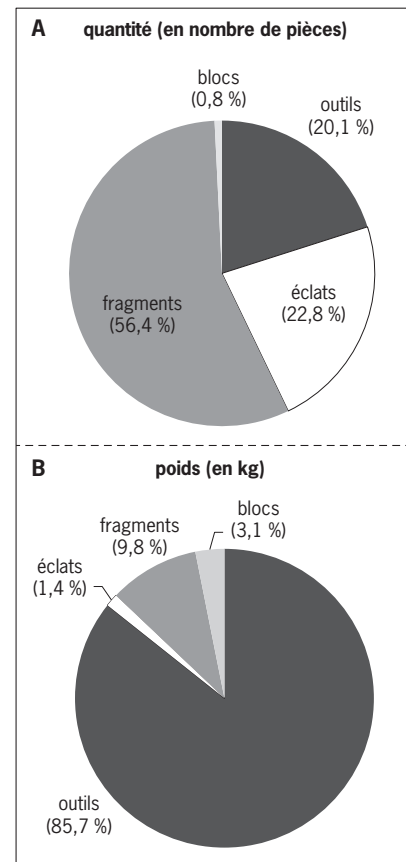 A quantité (en nombre de pièces)
blocs
(0,8 %)
outils
(20,1 %)
éclats
(22,8 %)
fragments
(56,4 %)
B poids (en kg)
blocs
(3,1 %)
fragments
(9,8 %)
éclats
(1,4 %)
outils
(85,7 %)